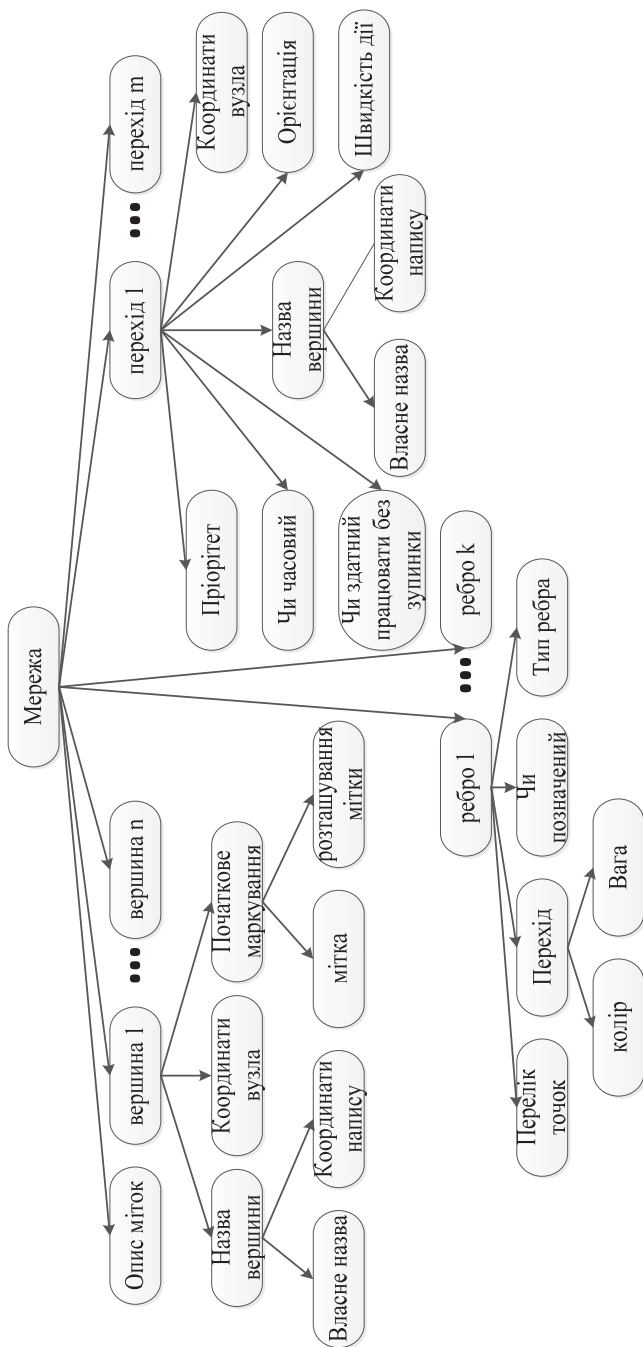 Мережа
Опис міток
вершина 1
•••
вершина n
перехід 1
•••
перехід m
Назва
вершини
Координати
вузла
Початкове
маркування
Власне назва
Координати
напису
мітка
розташування
мітки
Пріорітет
Чи часовий
Чи здатний
працювати без
зупинки
Назва
вершини
Власне назва
Координати
напису
Координати
вузла
Орієнтація
Швидкість дії
ребро 1
•••
ребро k
Перелік
точок
Перехід
Чи
позначений
Тип ребра
колір
Вага